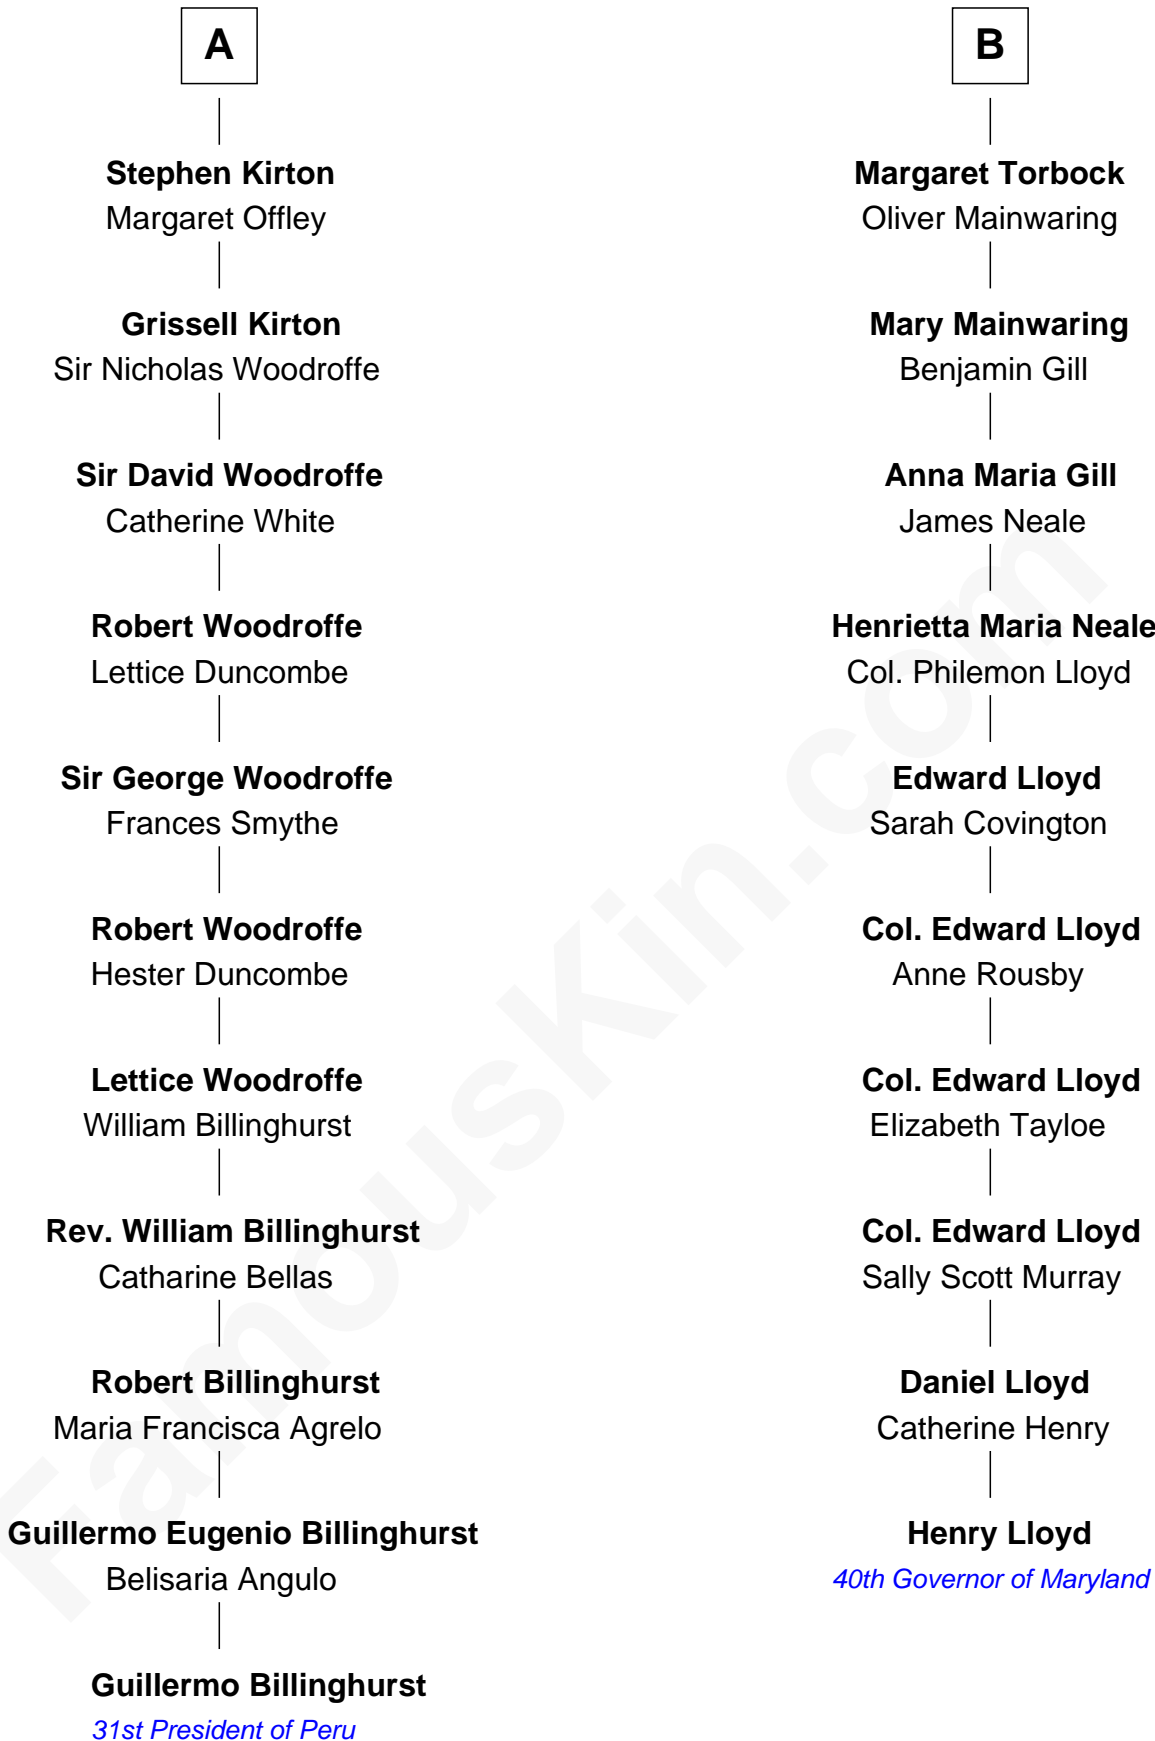 A
Stephen Kirton
Margaret Offley
Grissell Kirton
Sir Nicholas Woodroffe
Sir David Woodroffe
Catherine White
Robert Woodroffe
Lettice Duncombe
Sir George Woodroffe
Frances Smythe
Robert Woodroffe
Hester Duncombe
Lettice Woodroffe
William Billinghurst
Rev. William Billinghurst
Catharine Bellas
Robert Billinghurst
Maria Francisca Agrelo
Guillermo Eugenio Billinghurst
Belisaria Angulo
Guillermo Billinghurst
31st President of Peru
B
Margaret Torbock
Oliver Mainwaring
Mary Mainwaring
Benjamin Gill
Anna Maria Gill
James Neale
Henrietta Maria Neale
Col. Philemon Lloyd
Edward Lloyd
Sarah Covington
Col. Edward Lloyd
Anne Rousby
Col. Edward Lloyd
Elizabeth Tayloe
Col. Edward Lloyd
Sally Scott Murray
Daniel Lloyd
Catherine Henry
Henry Lloyd
40th Governor of Maryland
FamousKin.com